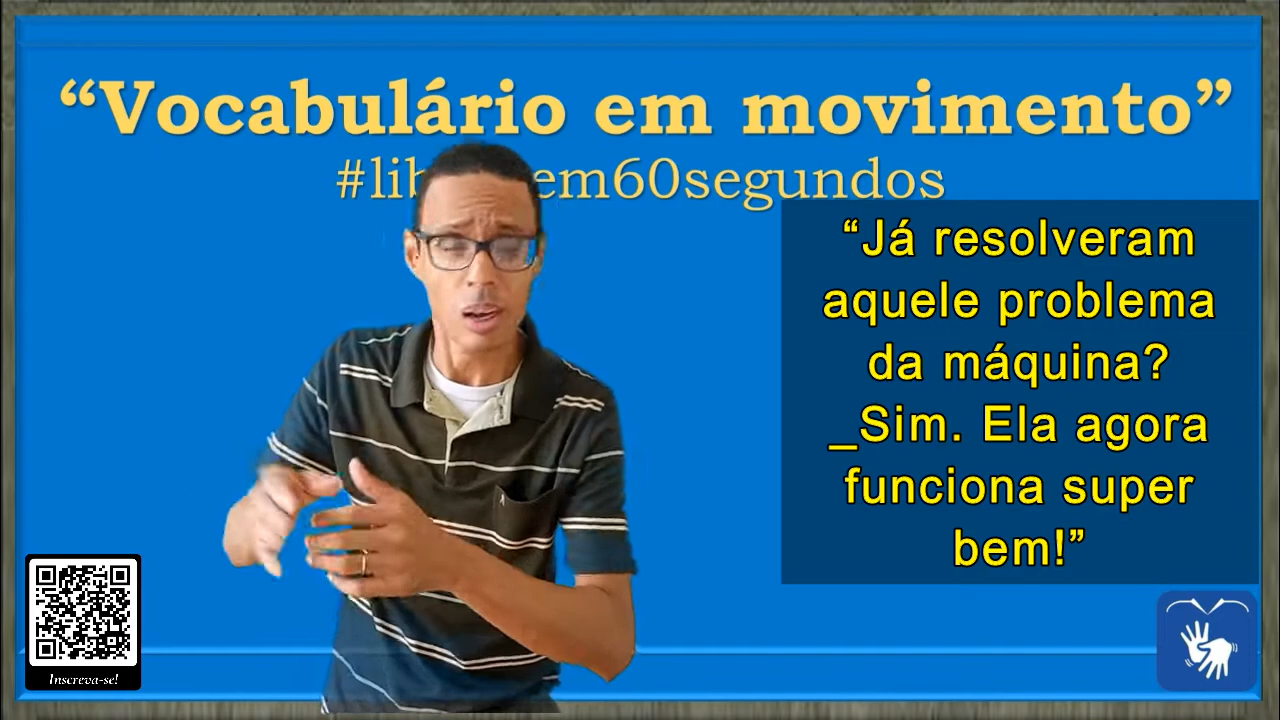 “Vocabulário em movimento”
#lib em60segundos
“Já resolveram
aquele problema
da máquina?
_Sim. Ela agora
funciona super
bem!”
Inscreva-se!